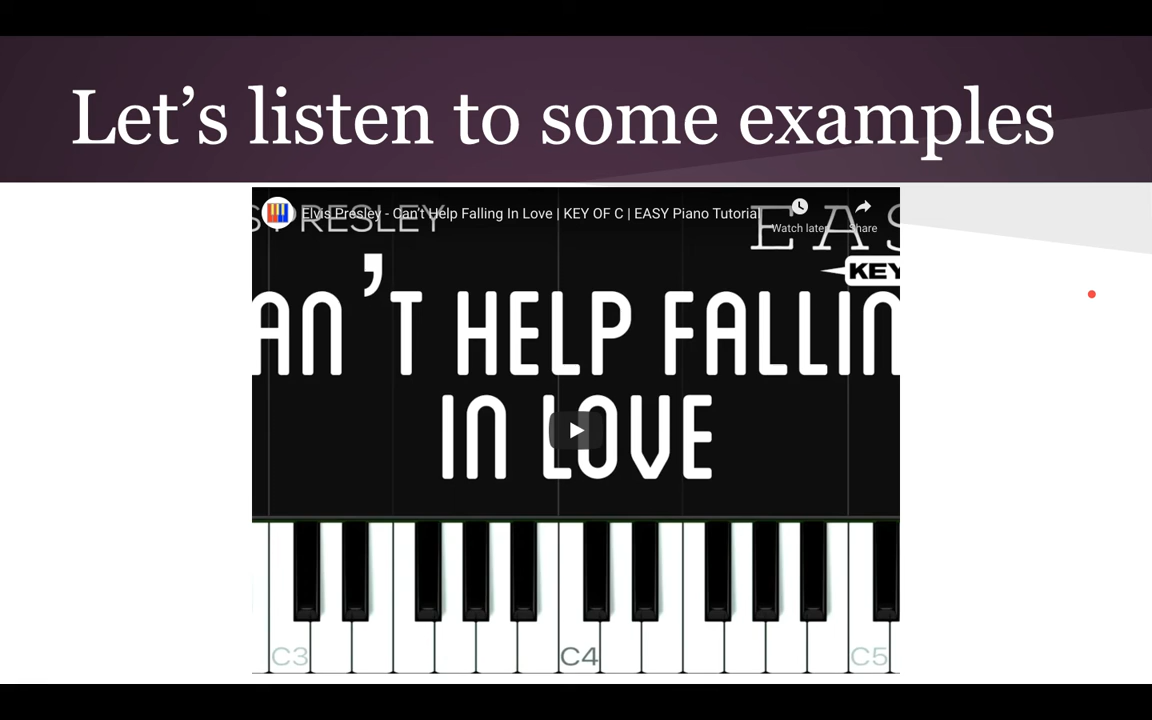 Let’s listen to some examples
Elvis Presley - Can't Help Falling In Love | KEY OF C | EASY Piano Tutorial
Watch later
Share
S PRESLEY
EAS
KEY
AN'T HELP FALLIN
IN LOVE
C3
C4
C5